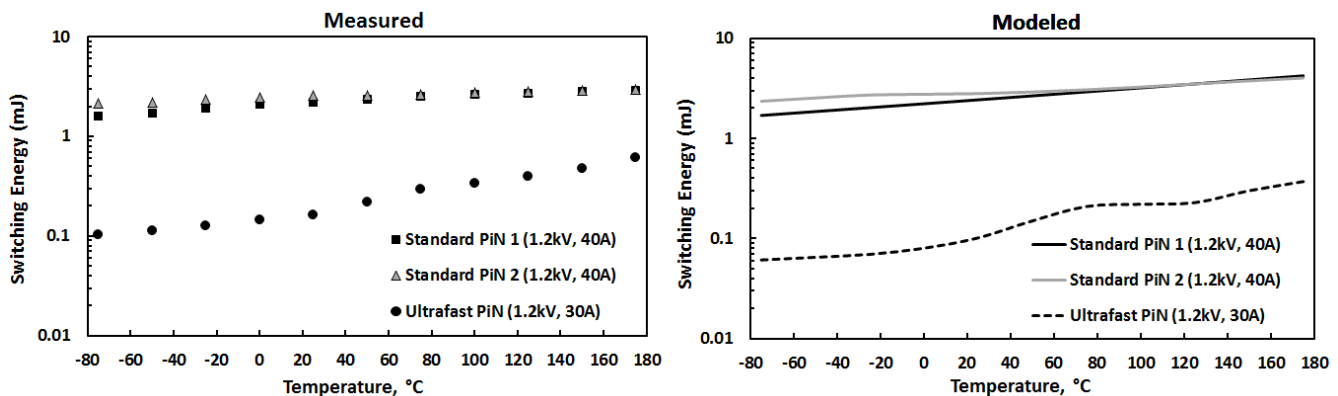 Measured
10
1
0.1
0.01
Switching Energy (mJ)
Standard PiN 1 (1.2kV, 40A)
Standard PiN 2 (1.2kV, 40A)
Ultrafast PiN (1.2kV, 30A)
-80 -60 -40 -20 0 20 40 60 80 100 120 140 160 180
Temperature, °C
Modeled
10
1
0.1
0.01
Switching Energy (mJ)
Standard PiN 1 (1.2kV, 40A)
Standard PiN 2 (1.2kV, 40A)
Ultrafast PiN (1.2kV, 30A)
-80 -60 -40 -20 0 20 40 60 80 100 120 140 160 180
Temperature, °C